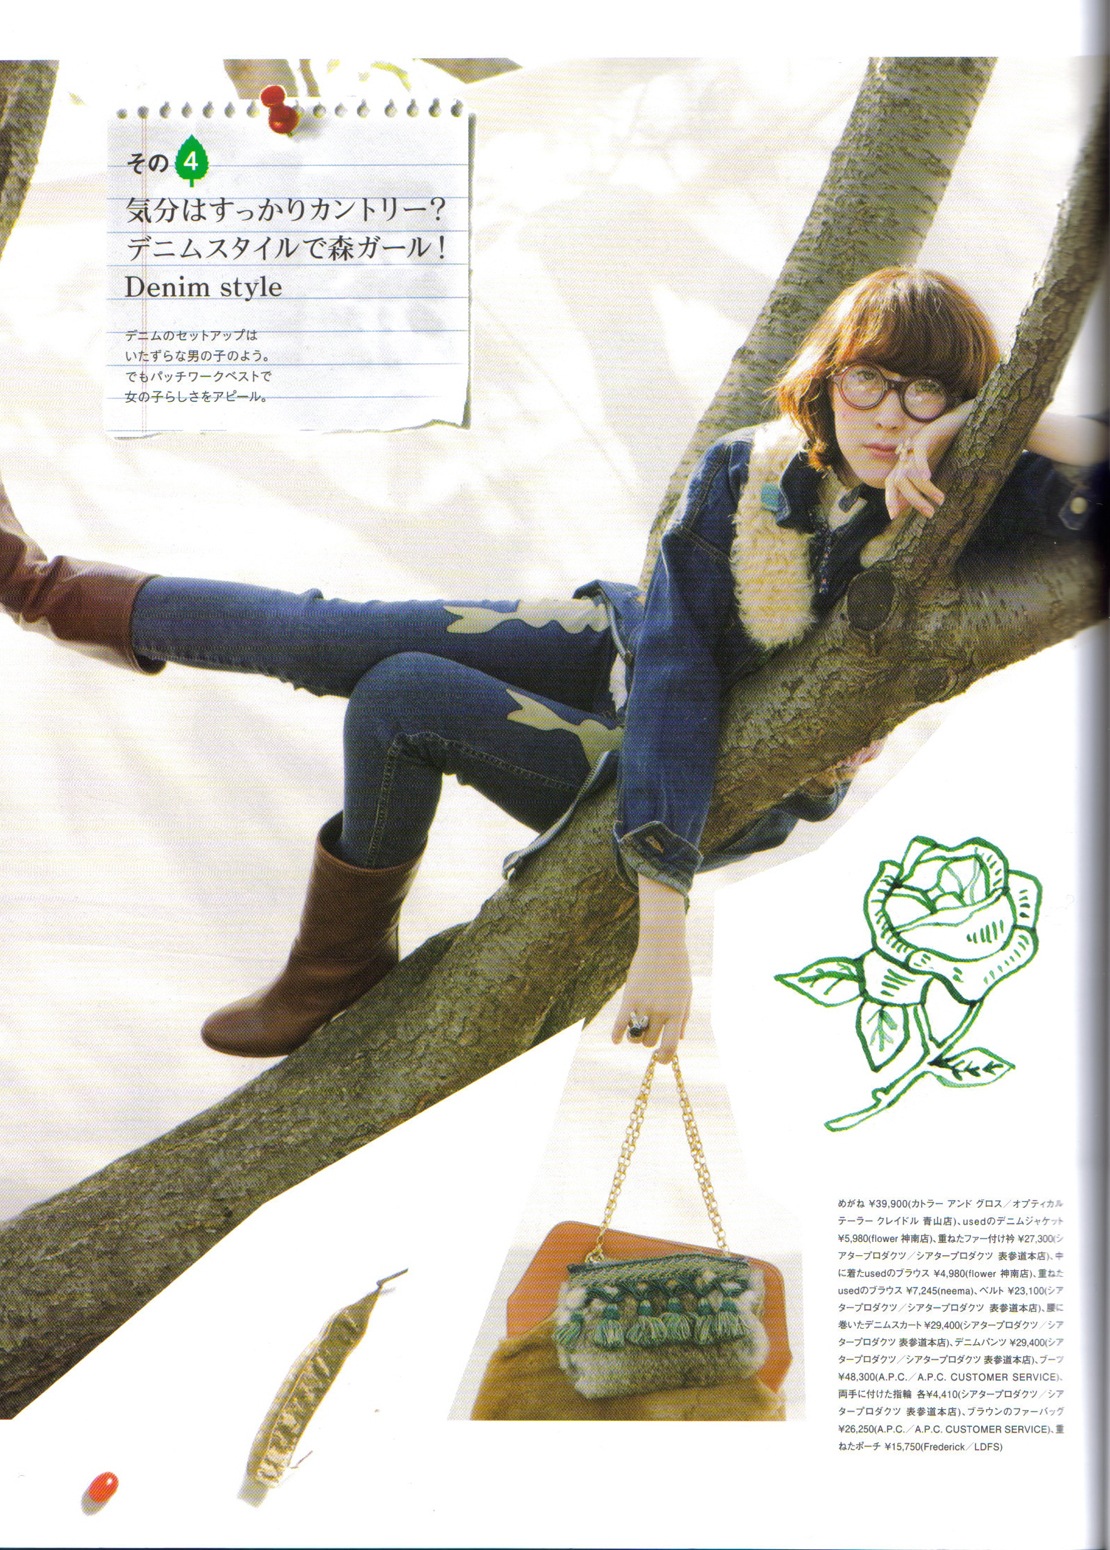 その 4
気分はすっかりカントリー?
デニムスタイルで森ガール!
Denim style
デニムのセットアップは
いたずらな男の子のよう。
でもパッチワークベストで
女の子らしさをアピール。
めがね ¥39,900(カトラー アンド グロス/オプティカル
テーラー クレイドル 青山店)、usedのデニムジャケット
¥5,980(flower 神南店)、重ねたファー付け衿 ¥27,300(シ
アタープロダクツ/シアタープロダクツ 表参道本店)、中
に着たusedのブラウス ¥4,980(flower 神南店)、重ねた
usedのブラウス ¥7,245(neema)、ベルト ¥23,100(シア
タープロダクツ/シアタープロダクツ 表参道本店)、腰に
巻いたデニムスカート ¥29,400(シアタープロダクツ/シア
タープロダクツ 表参道本店)、デニムパンツ ¥29,400(シア
タープロダクツ/シアタープロダクツ 表参道本店)、ブーツ
¥48,300(A.P.C./A.P.C. CUSTOMER SERVICE)、
両手に付けた指輪 各¥4,410(シアタープロダクツ/シア
タープロダクツ 表参道本店)、ブラウンのファーバッグ
¥26,250(A.P.C./A.P.C. CUSTOMER SERVICE)、重
ねたポーチ ¥15,750(Frederick/LDFS)